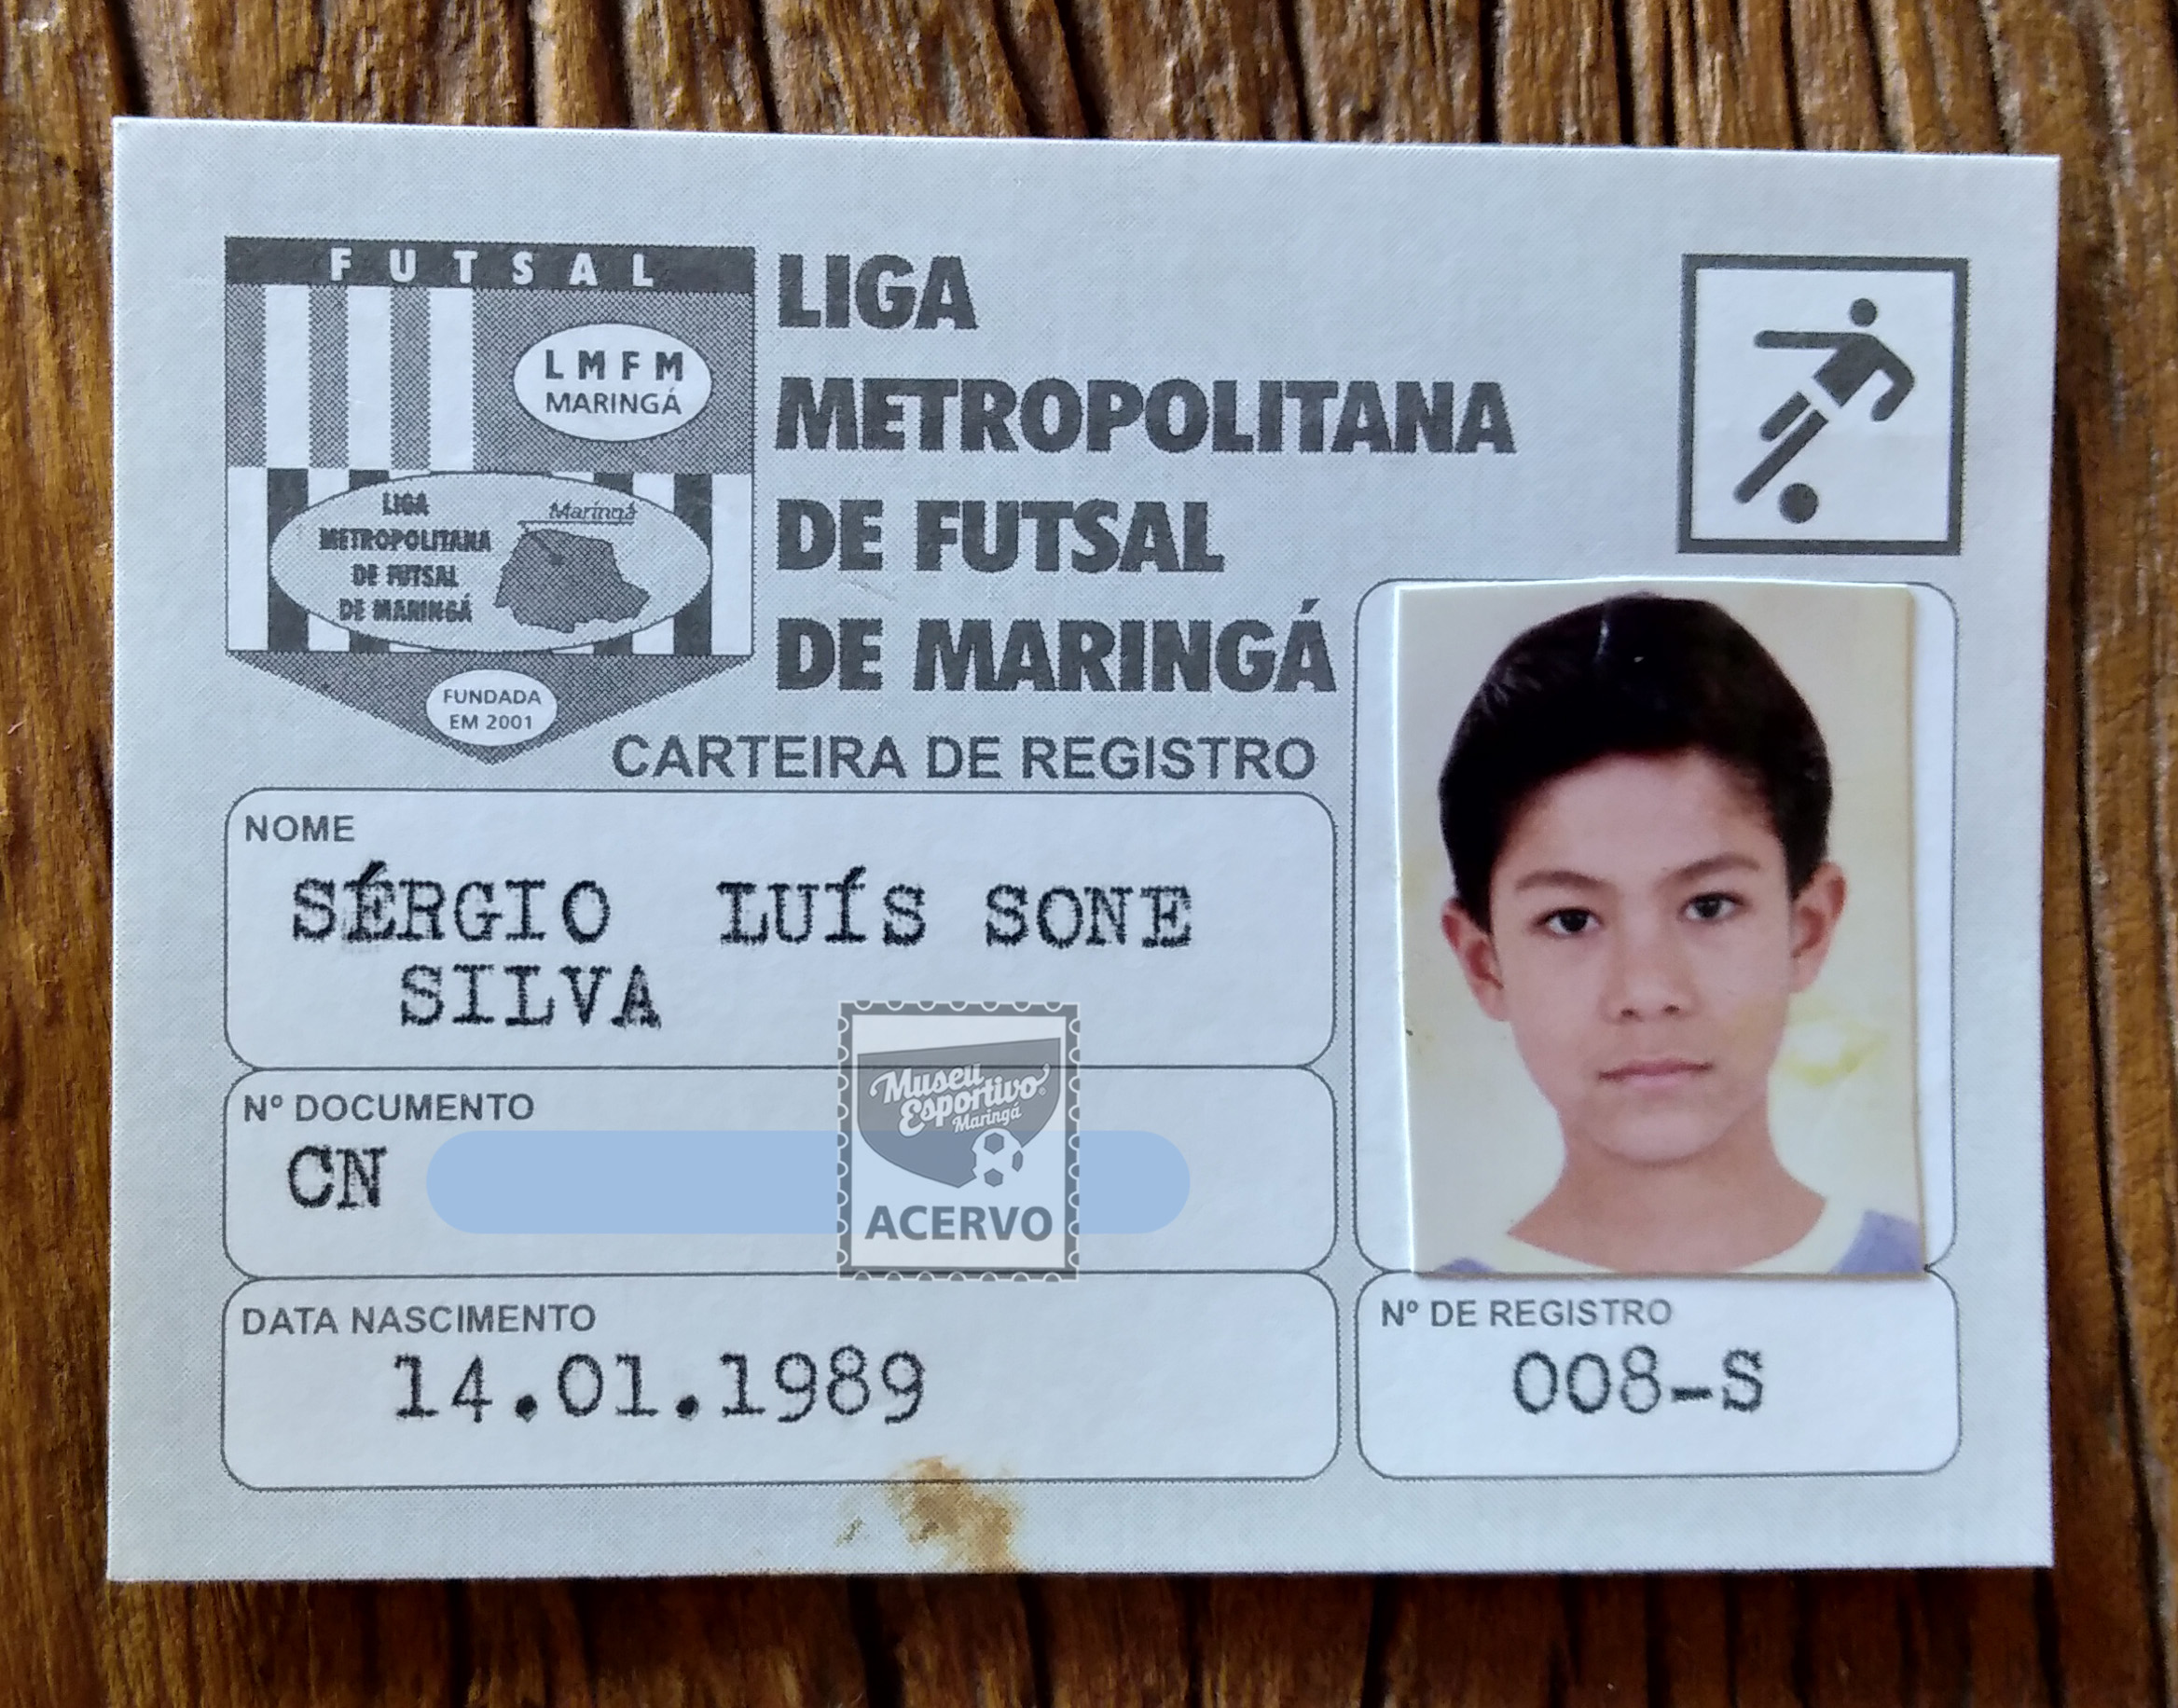 FUTSAL
LMFM
MARINGÁ
LIGA
METROPOLITANA
DE FUTSAL
DE MARINGÁ
Maringá
FUNDADA
EM 2001
LIGA
METROPOLITANA
DE FUTSAL
DE MARINGÁ
CARTEIRA DE REGISTRO
NOME
SÉRGIO LUÍS SONE
SILVA
Nº DOCUMENTO
CN
Museu
Esportivo
Maringá
ACERVO
DATA NASCIMENTO
14.01.1989
Nº DE REGISTRO
008-S